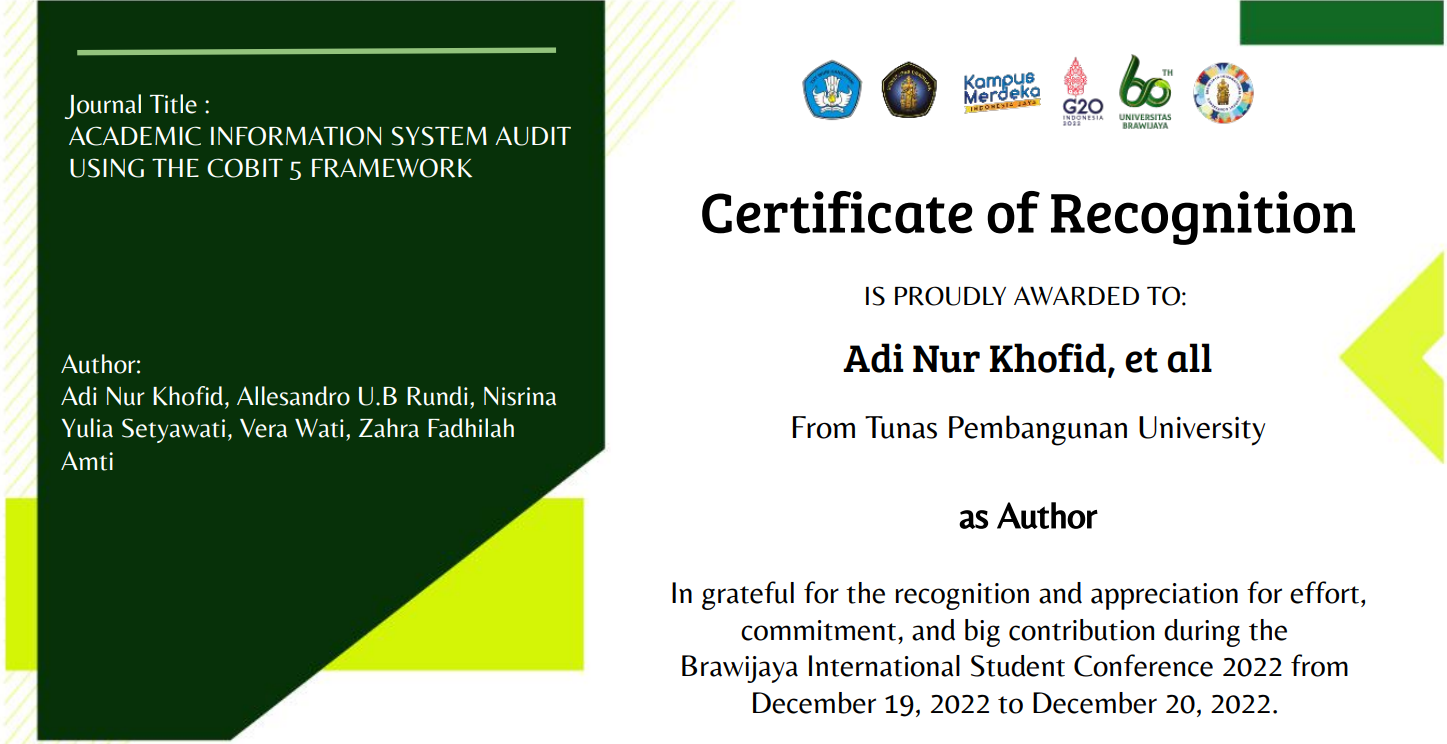 Journal Title :
ACADEMIC INFORMATION SYSTEM AUDIT
USING THE COBIT 5 FRAMEWORK
Author:
Adi Nur Khofid, Allesandro U.B Rundi, Nisrina
Yulia Setyawati, Vera Wati, Zahra Fadhilah
Amti
Kampus
Merdeka
INDONESIA JAYA
G20
INDONESIA
2022
60TH
UNIVERSITAS
BRAWIJAYA
Certificate of Recognition
IS PROUDLY AWARDED TO:
Adi Nur Khofid, et all
From Tunas Pembangunan University
as Author
In grateful for the recognition and appreciation for effort,
commitment, and big contribution during the
Brawijaya International Student Conference 2022 from
December 19, 2022 to December 20, 2022.